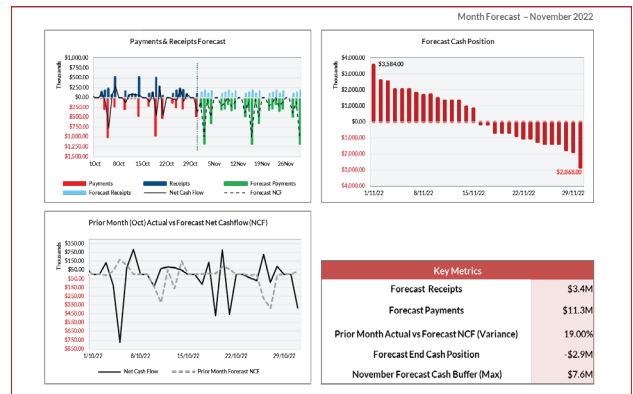 Month Forecast – November 2022
Payments & Receipts Forecast
Thousands
$1,000.00
$750.00
$500.00
$250.00
$0.00
$250.00
$500.00
$750.00
$1,000.00
$1,250.00
$1,500.00
1Oct 8Oct 15Oct 22Oct 29Oct 5Nov 12Nov 19Nov 26Nov
Payments Receipts Forecast Payments
Forecast Receipts Net Cash Flow Forecast NCF
Forecast Cash Position
Thousands
$4,000.00
$3,000.00
$2,000.00
$1,000.00
$0.00
$1,000.00
$2,000.00
$3,000.00
$4,000.00
$3,584.00
$2,868.00
1/11/22 8/11/22 15/11/22 22/11/22 29/11/22
Prior Month (Oct) Actual vs Forecast Net Cashflow (NCF)
Thousands
$350.00
$250.00
$150.00
$50.00
$50.00
$150.00
$250.00
$350.00
$450.00
$550.00
$650.00
$750.00
$850.00
1/10/22 8/10/22 15/10/22 22/10/22 29/10/22
Net Cash Flow Prior Month Forecast NCF
Key Metrics
Forecast Receipts $3.4M
Forecast Payments $11.3M
Prior Month Actual vs Forecast NCF (Variance) 19.00%
Forecast End Cash Position -$2.9M
November Forecast Cash Buffer (Max) $7.6M